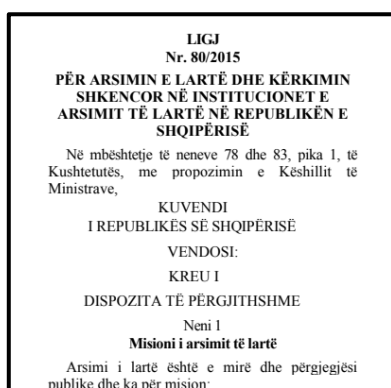 LIGJ
Nr. 80/2015
PËR ARSIMIN E LARTË DHE KËRKIMIN
SHKENCOR NË INSTITUCIONET E
ARSIMIT TË LARTË NË REPUBLIKËN E
SHQIPËRISË
Në mbështetje të neneve 78 dhe 83, pika 1, të
Kushtetutës, me propozimin e Këshillit të
Ministrave,
KUVENDI
I REPUBLIKËS SË SHQIPËRISË
VENDOSI:
KREU I
DISPOZITA TË PËRGJITHSHME
Neni 1
Misioni i arsimit të lartë
Arsimi i lartë është e mirë dhe përgjegjësi
publike dhe ka për mision: